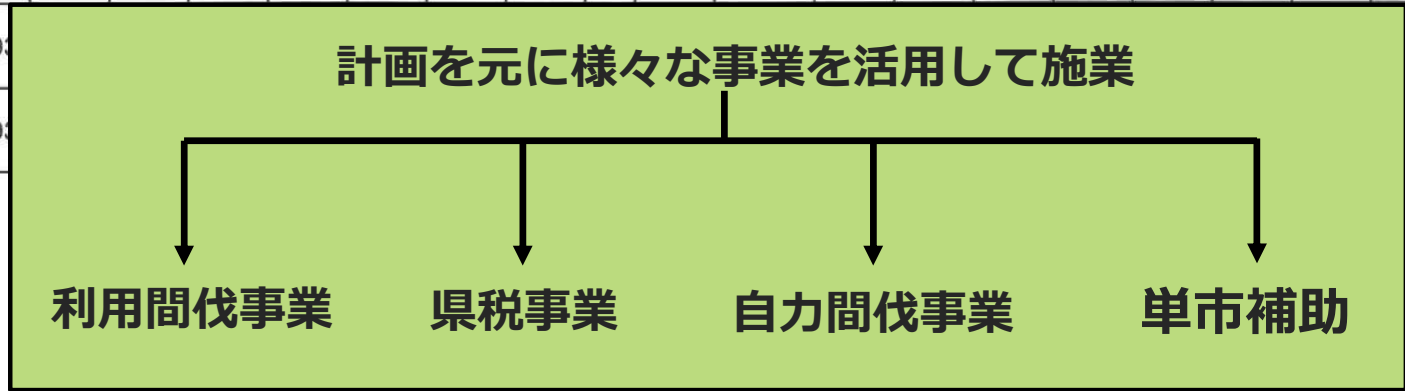 計画を元に様々な事業を活用して施業
利用間伐事業
県税事業
自力間伐事業
単市補助